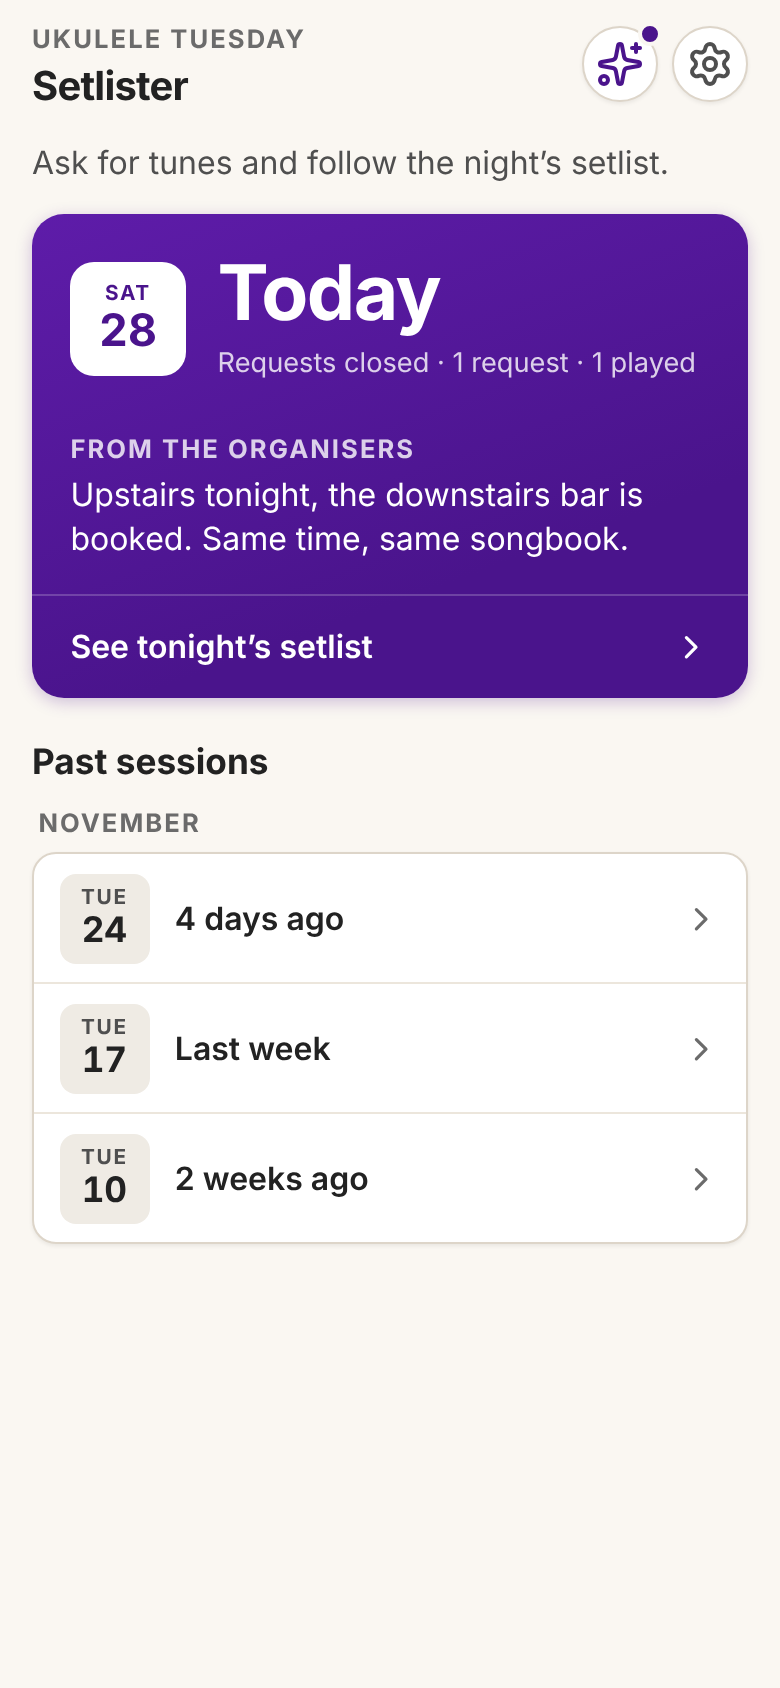 UKULELE TUESDAY
Setlister
Ask for tunes and follow the night’s setlist.
SAT
28
Today
Requests closed · 1 request · 1 played
FROM THE ORGANISERS
Upstairs tonight, the downstairs bar is
booked. Same time, same songbook.
See tonight’s setlist
Past sessions
NOVEMBER
TUE
24
4 days ago
TUE
17
Last week
TUE
10
2 weeks ago